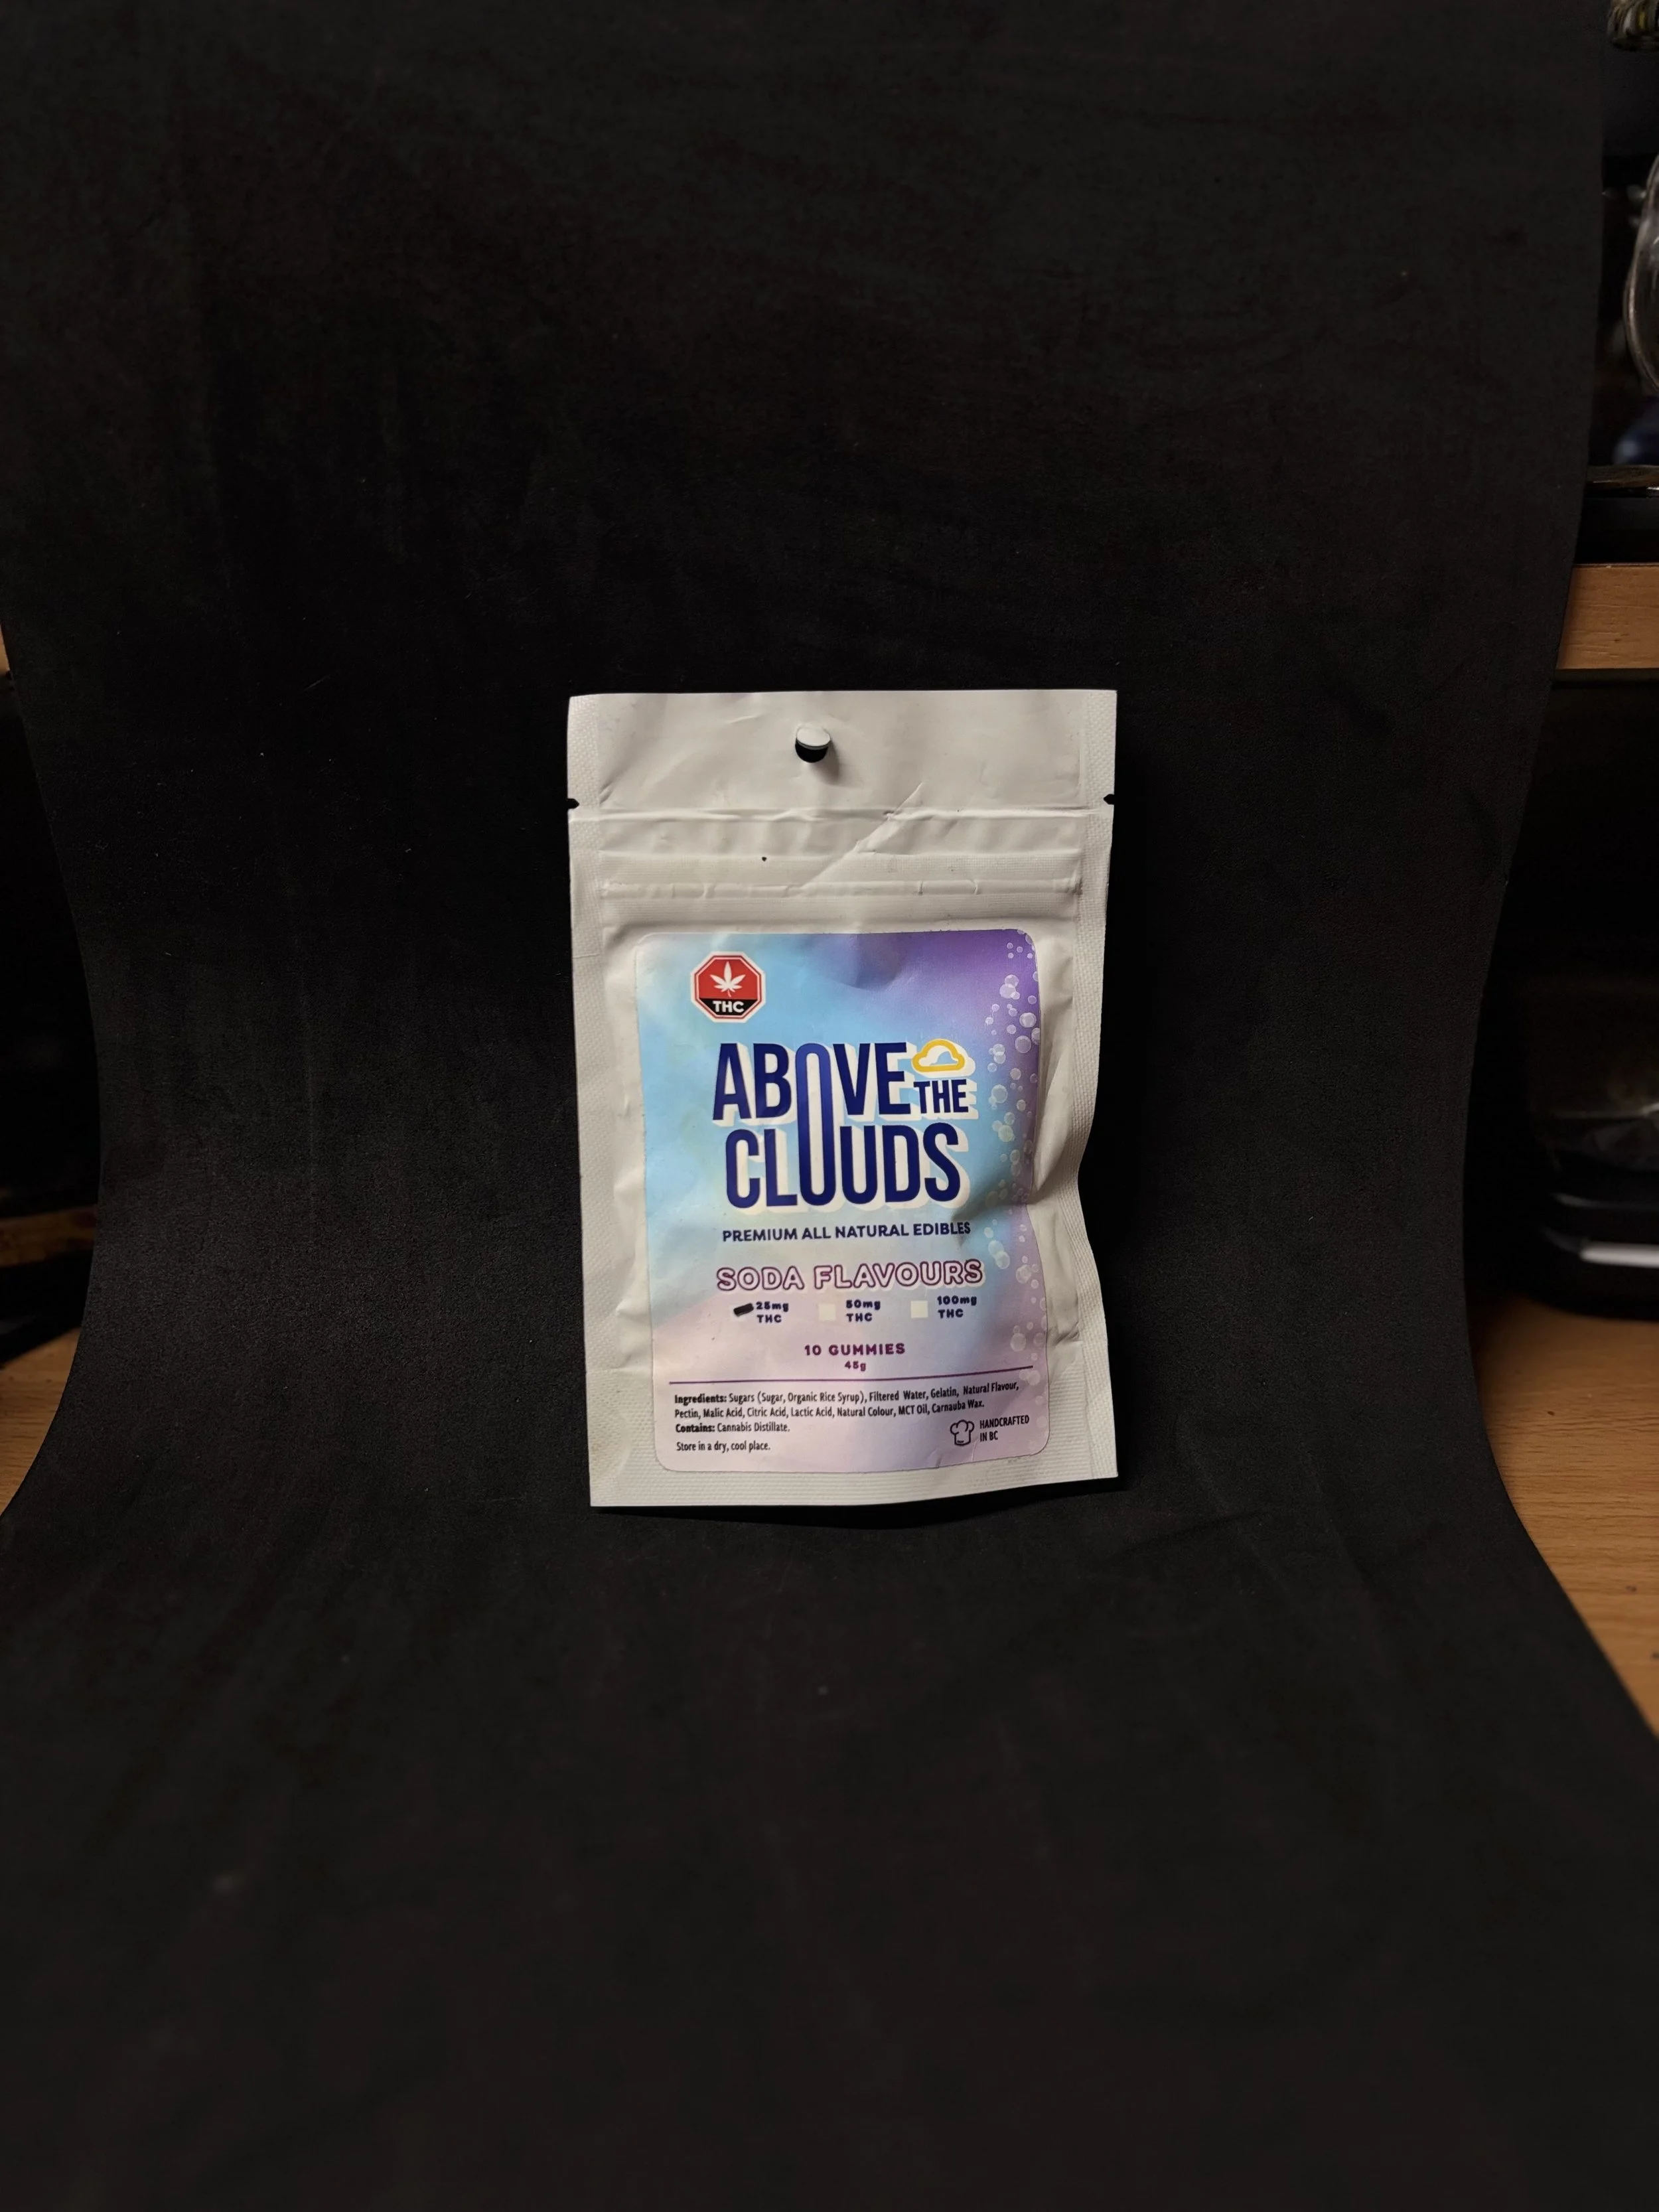 THC
ABOVE THE
CLOUDS
PREMIUM ALL NATURAL EDIBLES
SODA FLAVOURS
25mg THC
50mg THC
100mg THC
10 GUMMIES
45g
Ingredients: Sugars (Sugar, Organic Rice Syrup), Filtered Water, Gelatin, Natural Flavour,
Pectin, Malic Acid, Citric Acid, Lactic Acid, Natural Colour, MCT Oil, Carnauba Wax.
Contains: Cannabis Distillate.
Store in a dry, cool place.
HANDCRAFTED
IN BC